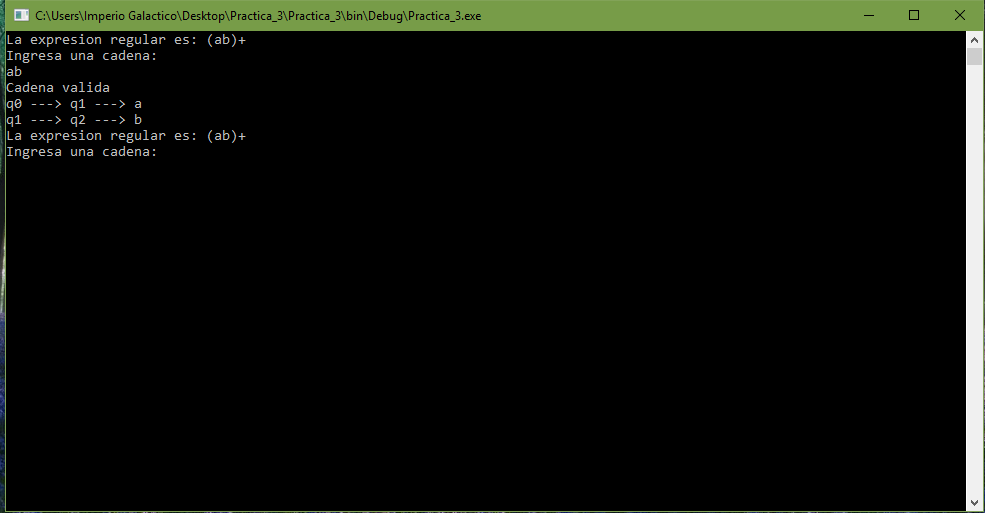 C:\Users\Imperio Galactico\Desktop\Practica_3\Practica_3\bin\Debug\Practica_3.exe
La expresion regular es: (ab)+
Ingresa una cadena:
ab
Cadena valida
q0 ---> q1 ---> a
q1 ---> q2 ---> b
La expresion regular es: (ab)+
Ingresa una cadena: